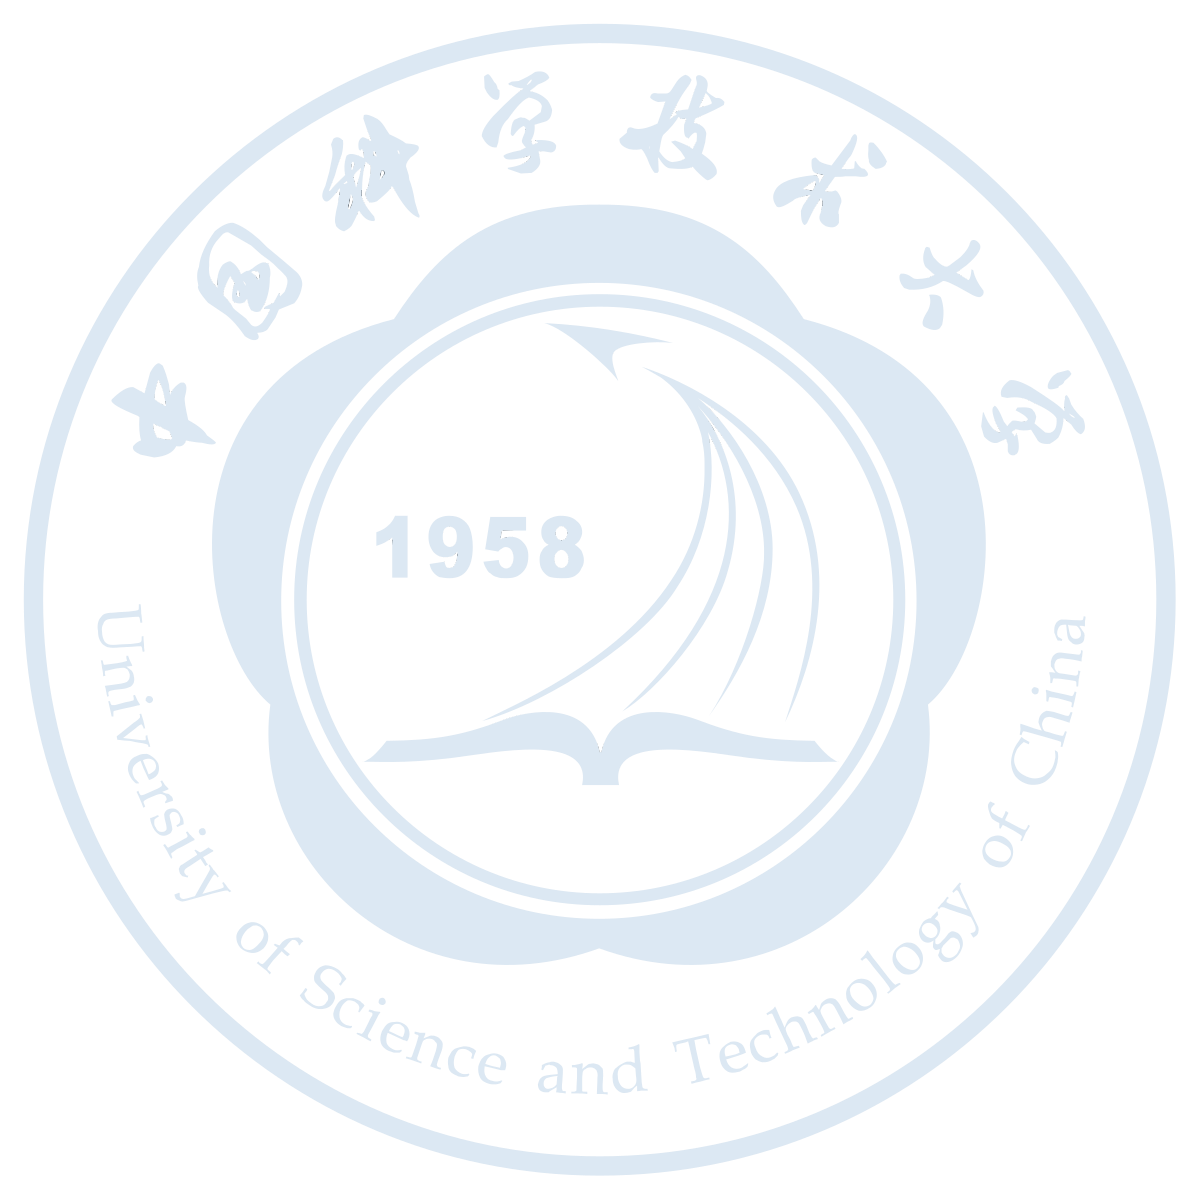 中国科学技术大学
1958
University of Science and Technology of China